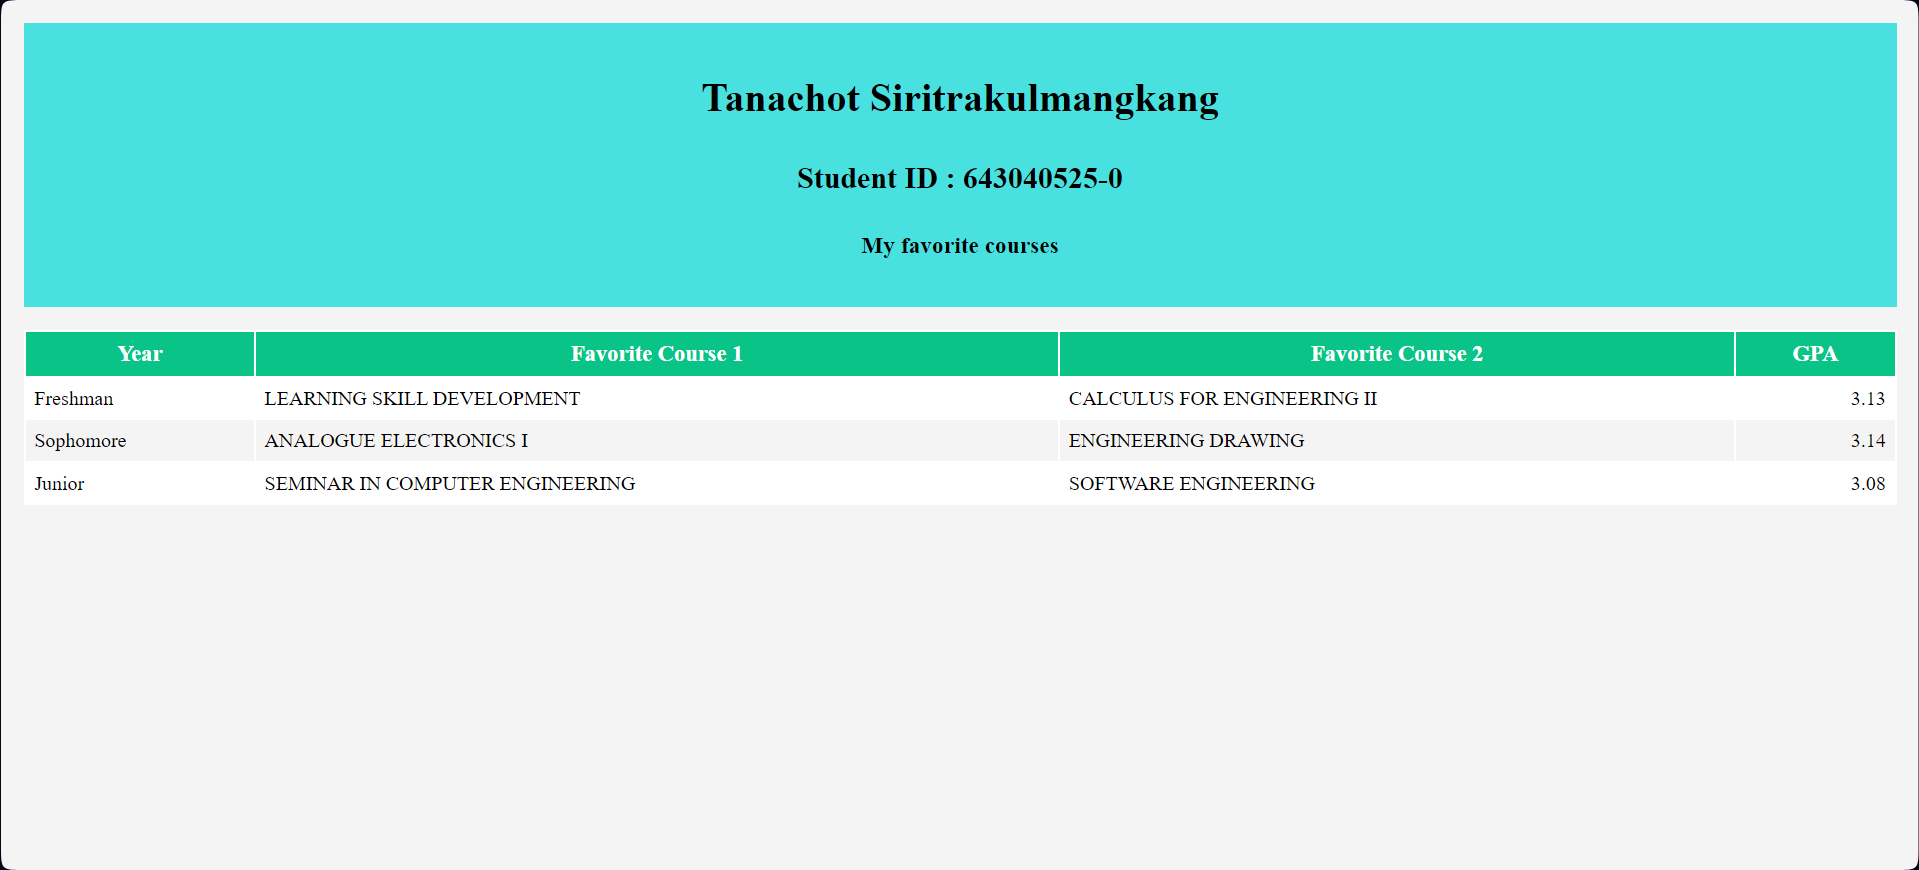 Tanachot Siritrakulmangkang
Student ID : 643040525-0
My favorite courses
Year Favorite Course 1 Favorite Course 2 GPA
Freshman LEARNING SKILL DEVELOPMENT CALCULUS FOR ENGINEERING II 3.13
Sophomore ANALOGUE ELECTRONICS I ENGINEERING DRAWING 3.14
Junior SEMINAR IN COMPUTER ENGINEERING SOFTWARE ENGINEERING 3.08